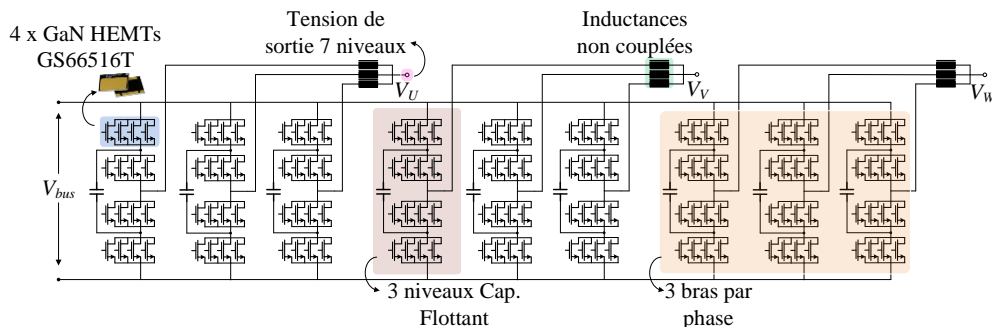 4 x GaN HEMTs
GS66516T
Tension de
sortie 7 niveaux
Inductances
non couplées
V_U
V_V
V_W
V_bus
3 niveaux Cap.
Flottant
3 bras par
phase